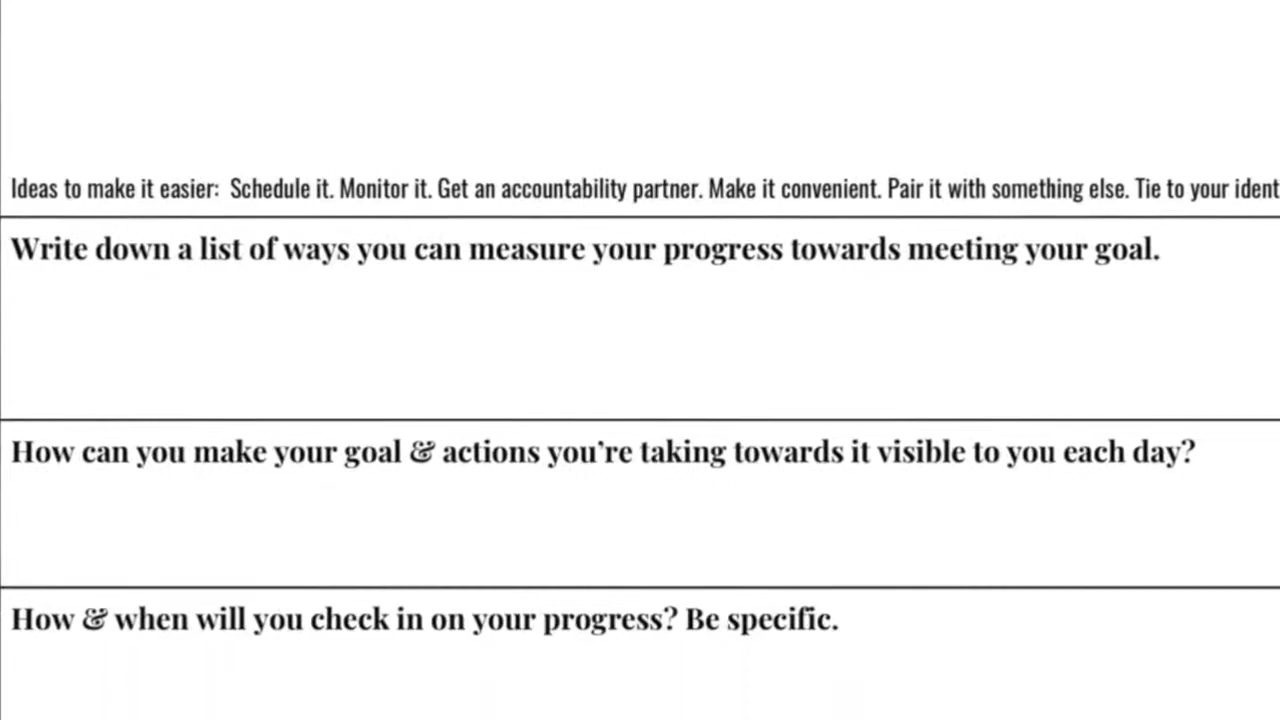 Ideas to make it easier: Schedule it. Monitor it. Get an accountability partner. Make it convenient. Pair it with something else. Tie to your ident
Write down a list of ways you can measure your progress towards meeting your goal.
How can you make your goal & actions you're taking towards it visible to you each day?
How & when will you check in on your progress? Be specific.